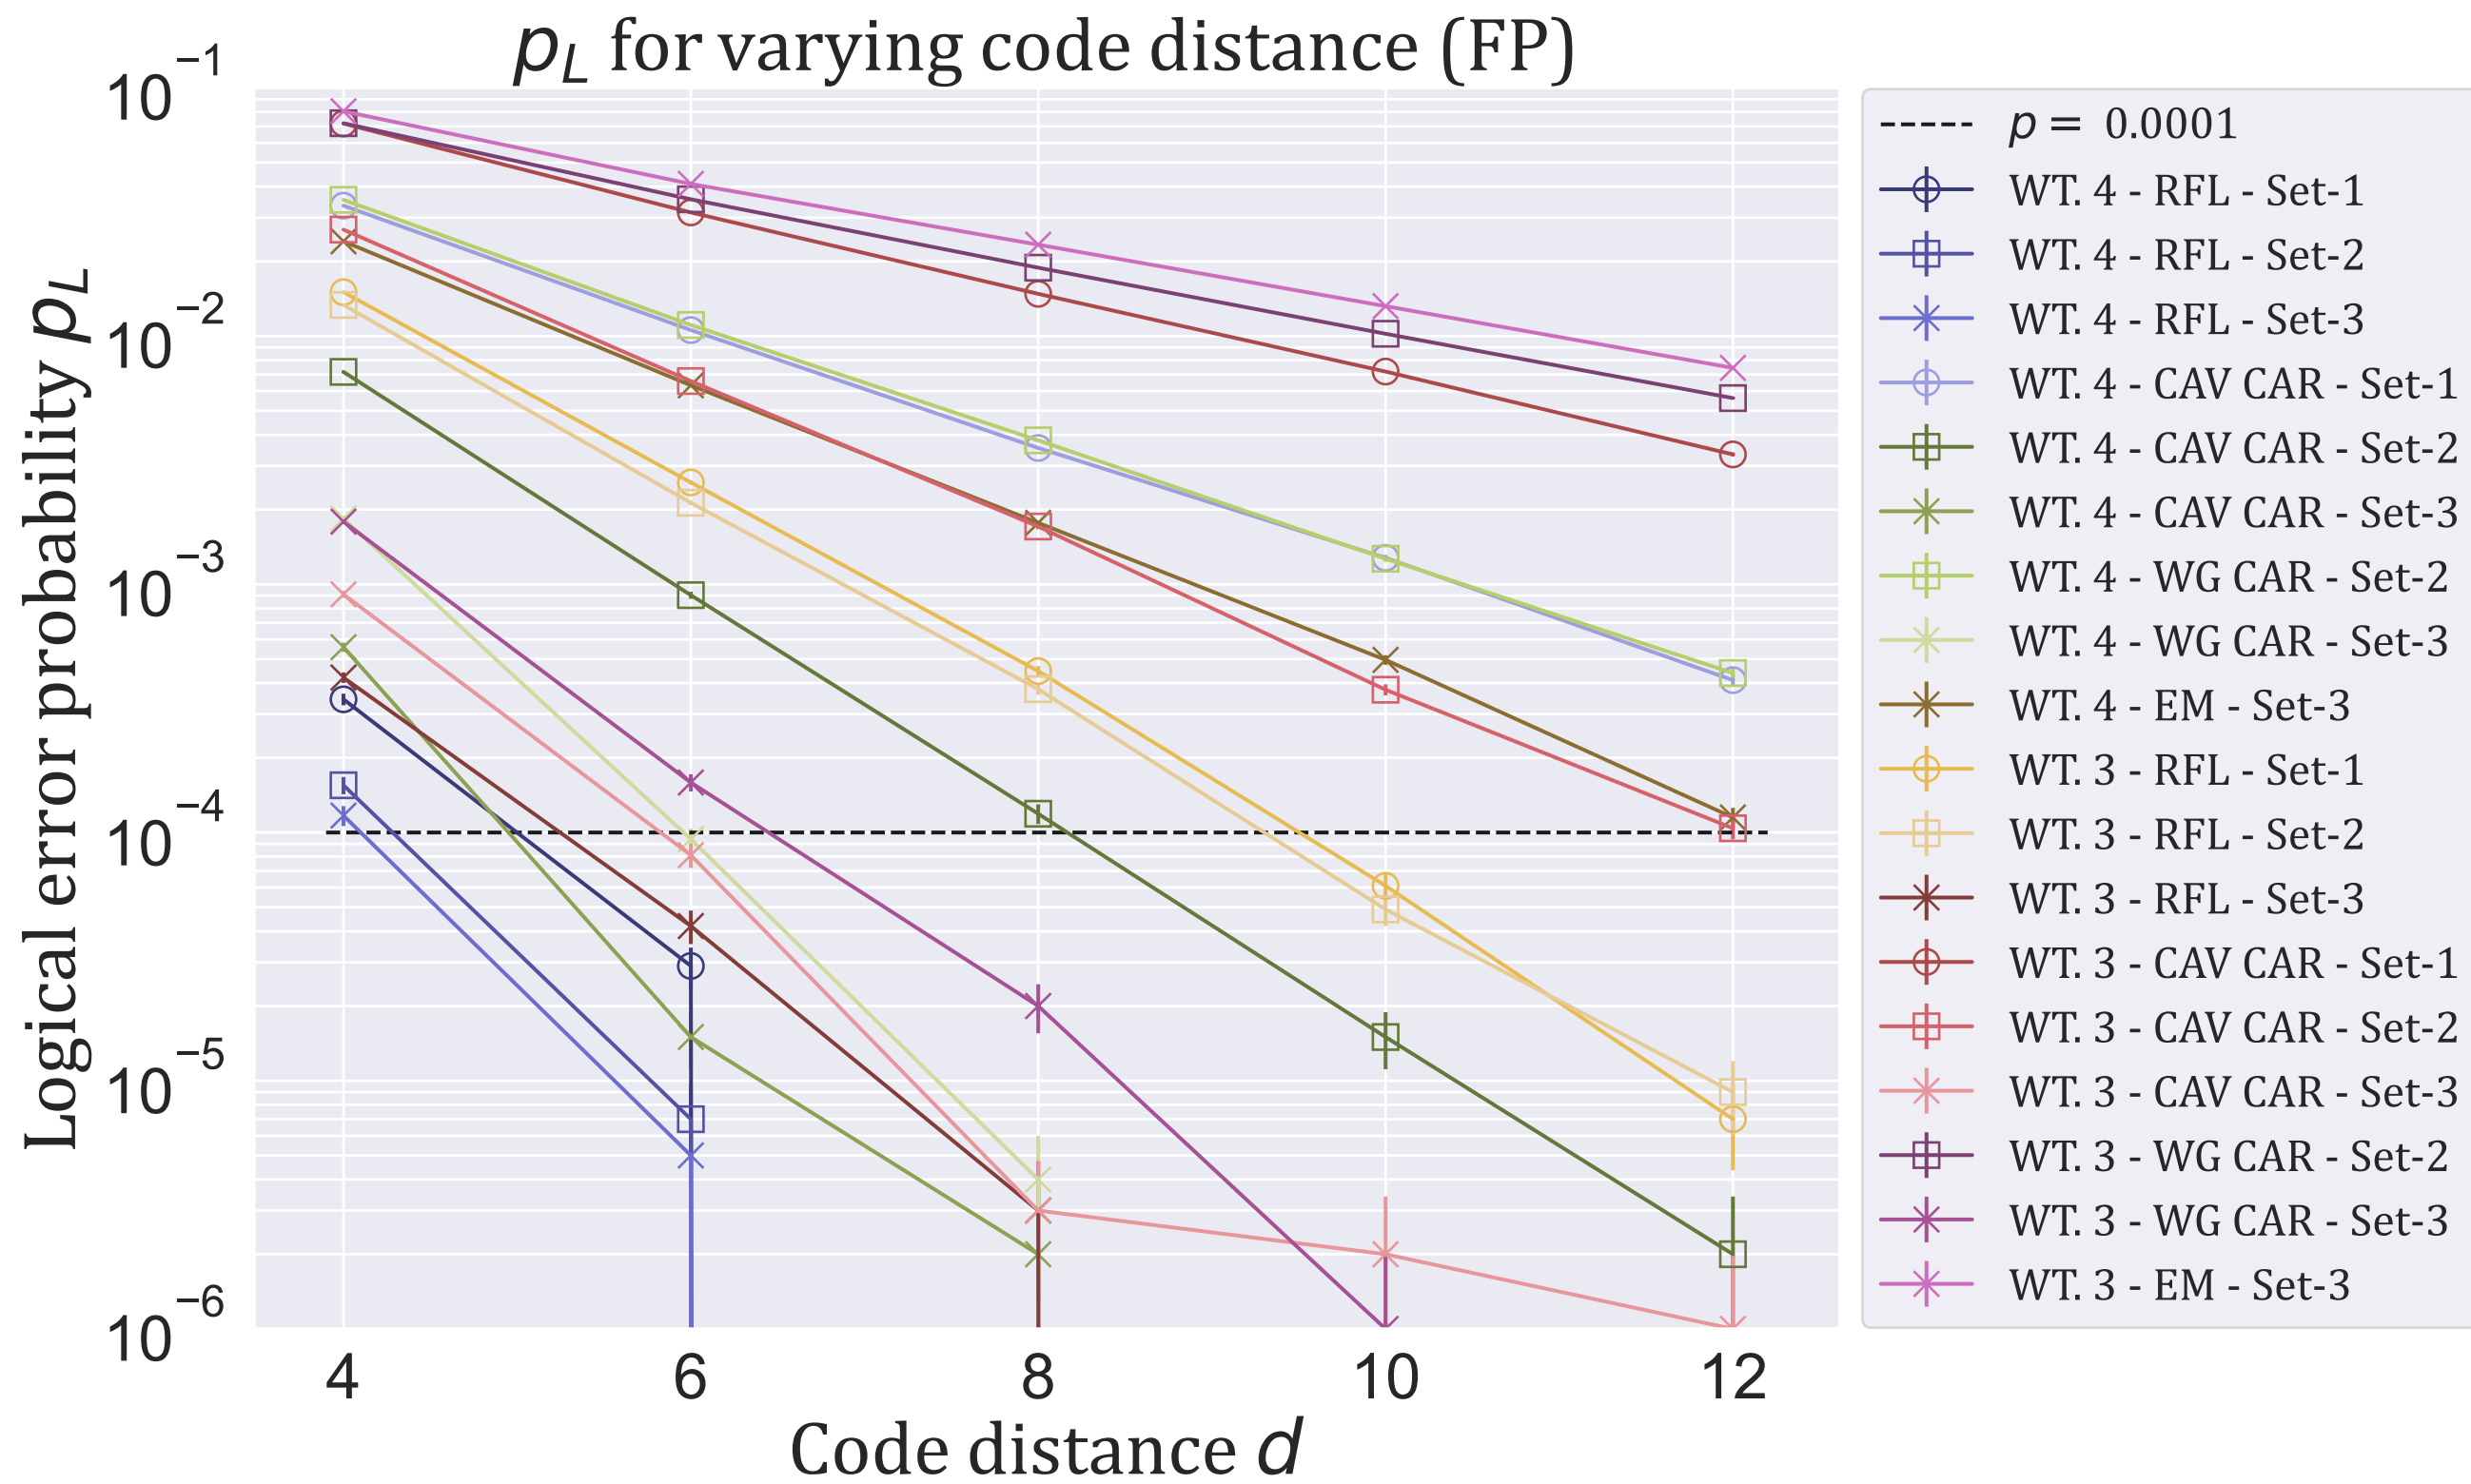 p_L for varying code distance (FP)
Logical error probability p_L
10^−1
10^−2
10^−3
10^−4
10^−5
10^−6
4 6 8 10 12
Code distance d
p = 0.0001
WT. 4 - RFL - Set-1
WT. 4 - RFL - Set-2
WT. 4 - RFL - Set-3
WT. 4 - CAV CAR - Set-1
WT. 4 - CAV CAR - Set-2
WT. 4 - CAV CAR - Set-3
WT. 4 - WG CAR - Set-2
WT. 4 - WG CAR - Set-3
WT. 4 - EM - Set-3
WT. 3 - RFL - Set-1
WT. 3 - RFL - Set-2
WT. 3 - RFL - Set-3
WT. 3 - CAV CAR - Set-1
WT. 3 - CAV CAR - Set-2
WT. 3 - CAV CAR - Set-3
WT. 3 - WG CAR - Set-2
WT. 3 - WG CAR - Set-3
WT. 3 - EM - Set-3